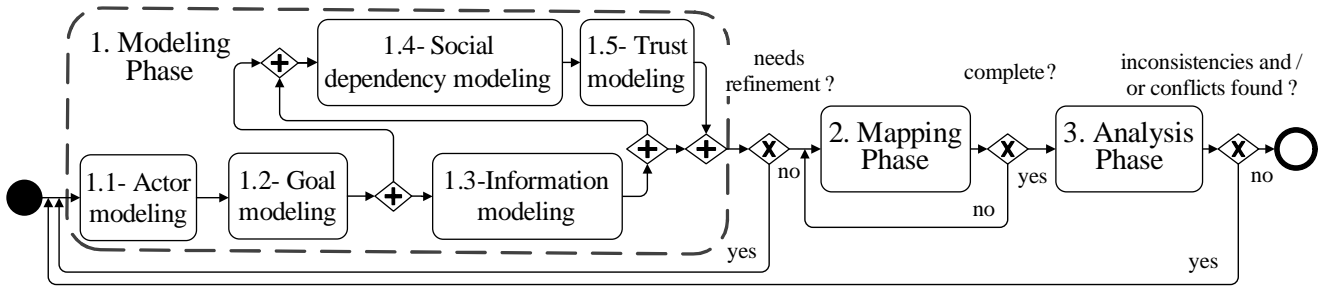 1. Modeling
Phase
1.4- Social
dependency modeling
1.5- Trust
modeling
needs
refinement ?
complete ?
inconsistencies and /
or conflicts found ?
1.1- Actor
modeling
1.2- Goal
modeling
1.3-Information
modeling
X
no
2. Mapping
Phase
X
yes
no
3. Analysis
Phase
X
no
yes
yes